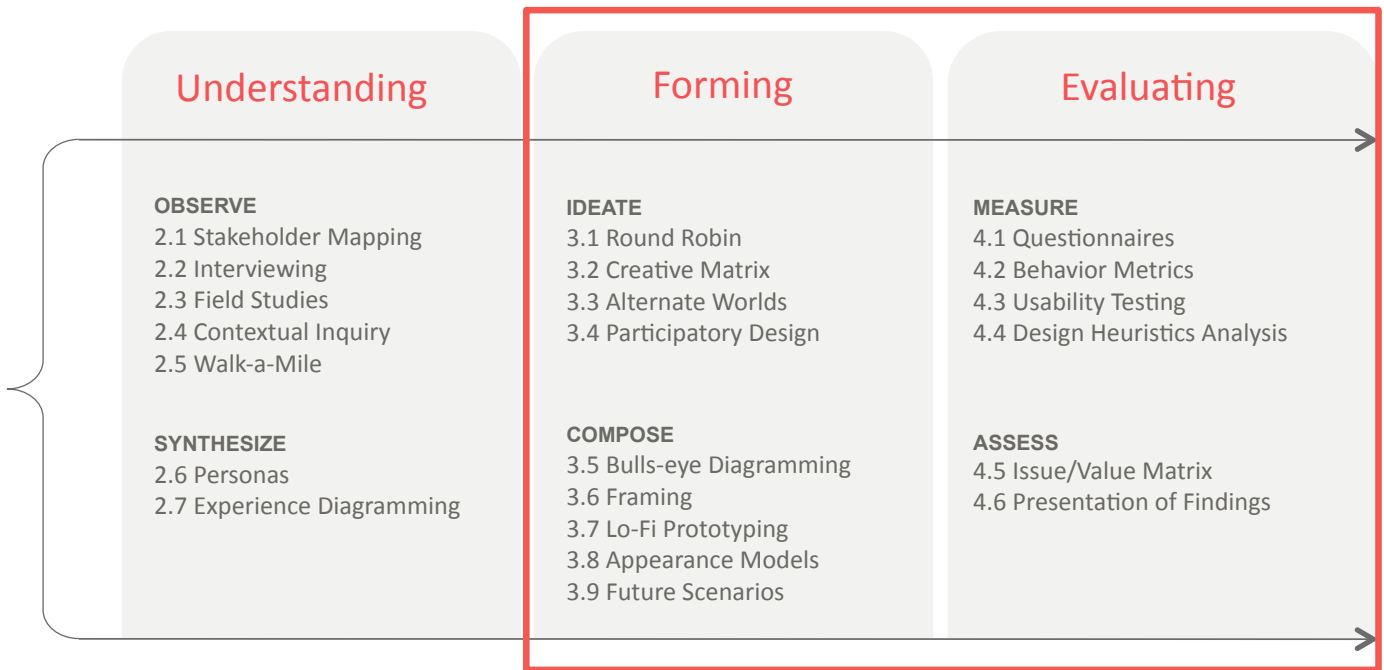 Understanding
OBSERVE
2.1 Stakeholder Mapping
2.2 Interviewing
2.3 Field Studies
2.4 Contextual Inquiry
2.5 Walk-a-Mile
SYNTHESIZE
2.6 Personas
2.7 Experience Diagramming
Forming
IDEATE
3.1 Round Robin
3.2 Creative Matrix
3.3 Alternate Worlds
3.4 Participatory Design
COMPOSE
3.5 Bulls-eye Diagramming
3.6 Framing
3.7 Lo-Fi Prototyping
3.8 Appearance Models
3.9 Future Scenarios
Evaluating
MEASURE
4.1 Questionnaires
4.2 Behavior Metrics
4.3 Usability Testing
4.4 Design Heuristics Analysis
ASSESS
4.5 Issue/Value Matrix
4.6 Presentation of Findings